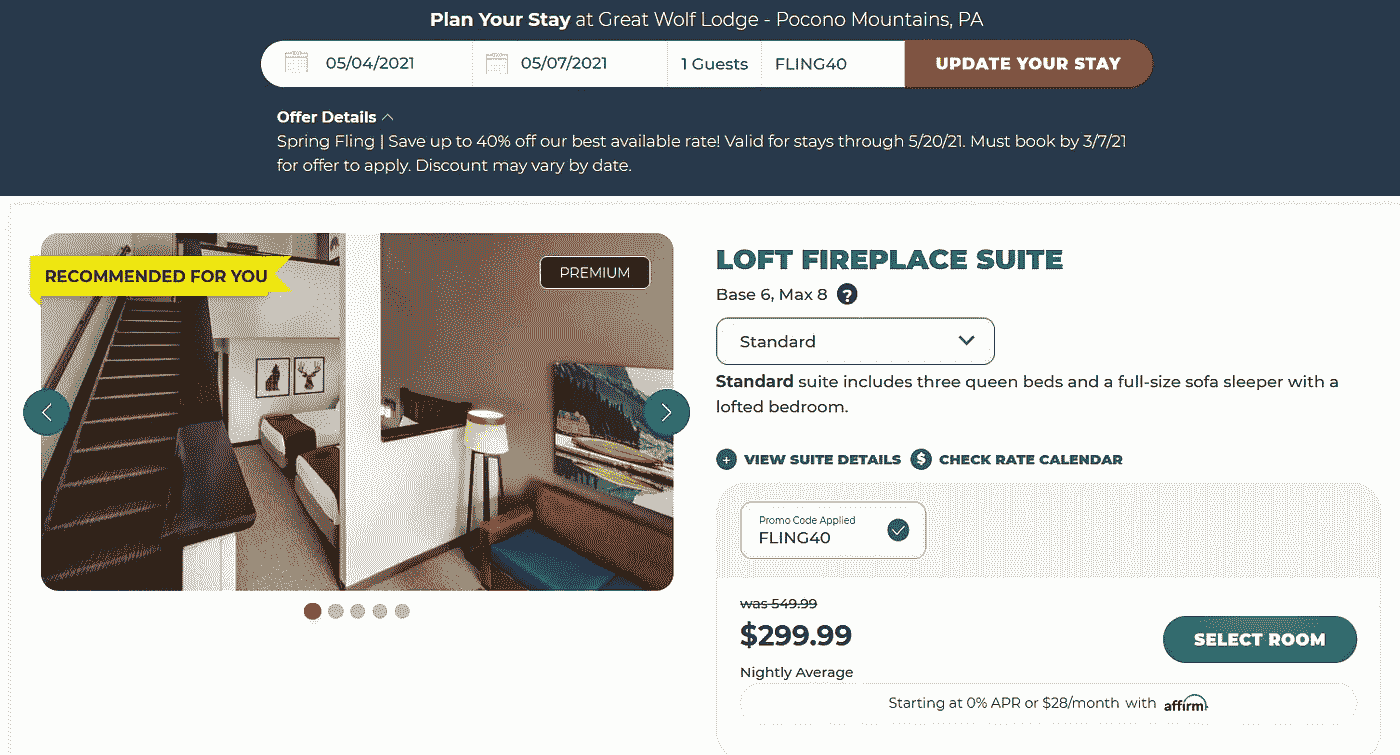 Plan Your Stay at Great Wolf Lodge - Pocono Mountains, PA
05/04/2021 05/07/2021 1 Guests FLING40 UPDATE YOUR STAY
Offer Details
Spring Fling | Save up to 40% off our best available rate! Valid for stays through 5/20/21. Must book by 3/7/21
for offer to apply. Discount may vary by date.
RECOMMENDED FOR YOU
PREMIUM
LOFT FIREPLACE SUITE
Base 6, Max 8 ?
Standard
Standard suite includes three queen beds and a full-size sofa sleeper with a
lofted bedroom.
+ VIEW SUITE DETAILS $ CHECK RATE CALENDAR
Promo Code Applied
FLING40
was 549.99
$299.99
SELECT ROOM
Nightly Average
Starting at 0% APR or $28/month with affirm